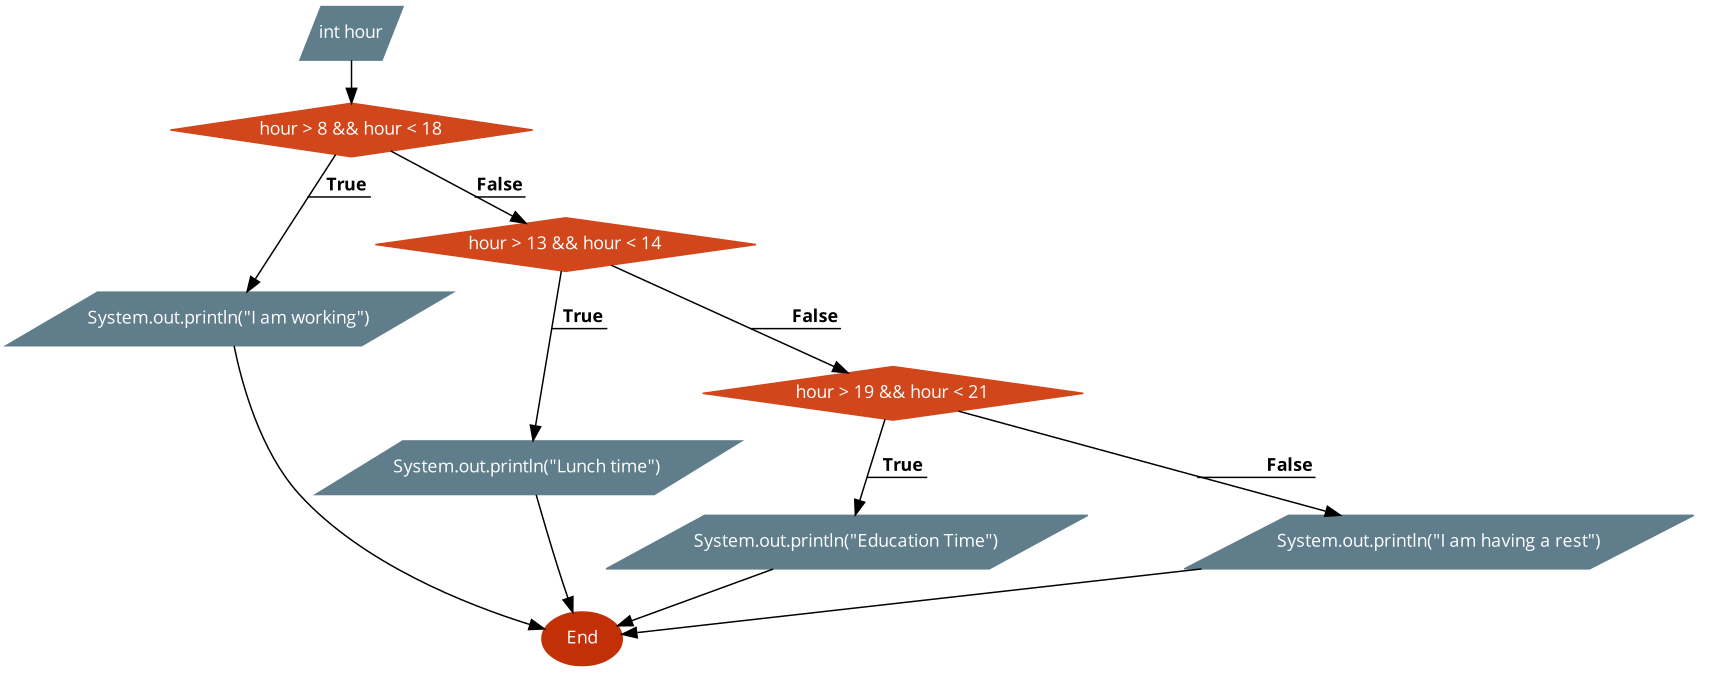 int hour
hour > 8 && hour < 18
True
False
hour > 13 && hour < 14
System.out.println("I am working")
True
False
hour > 19 && hour < 21
System.out.println("Lunch time")
True
False
System.out.println("Education Time")
System.out.println("I am having a rest")
End